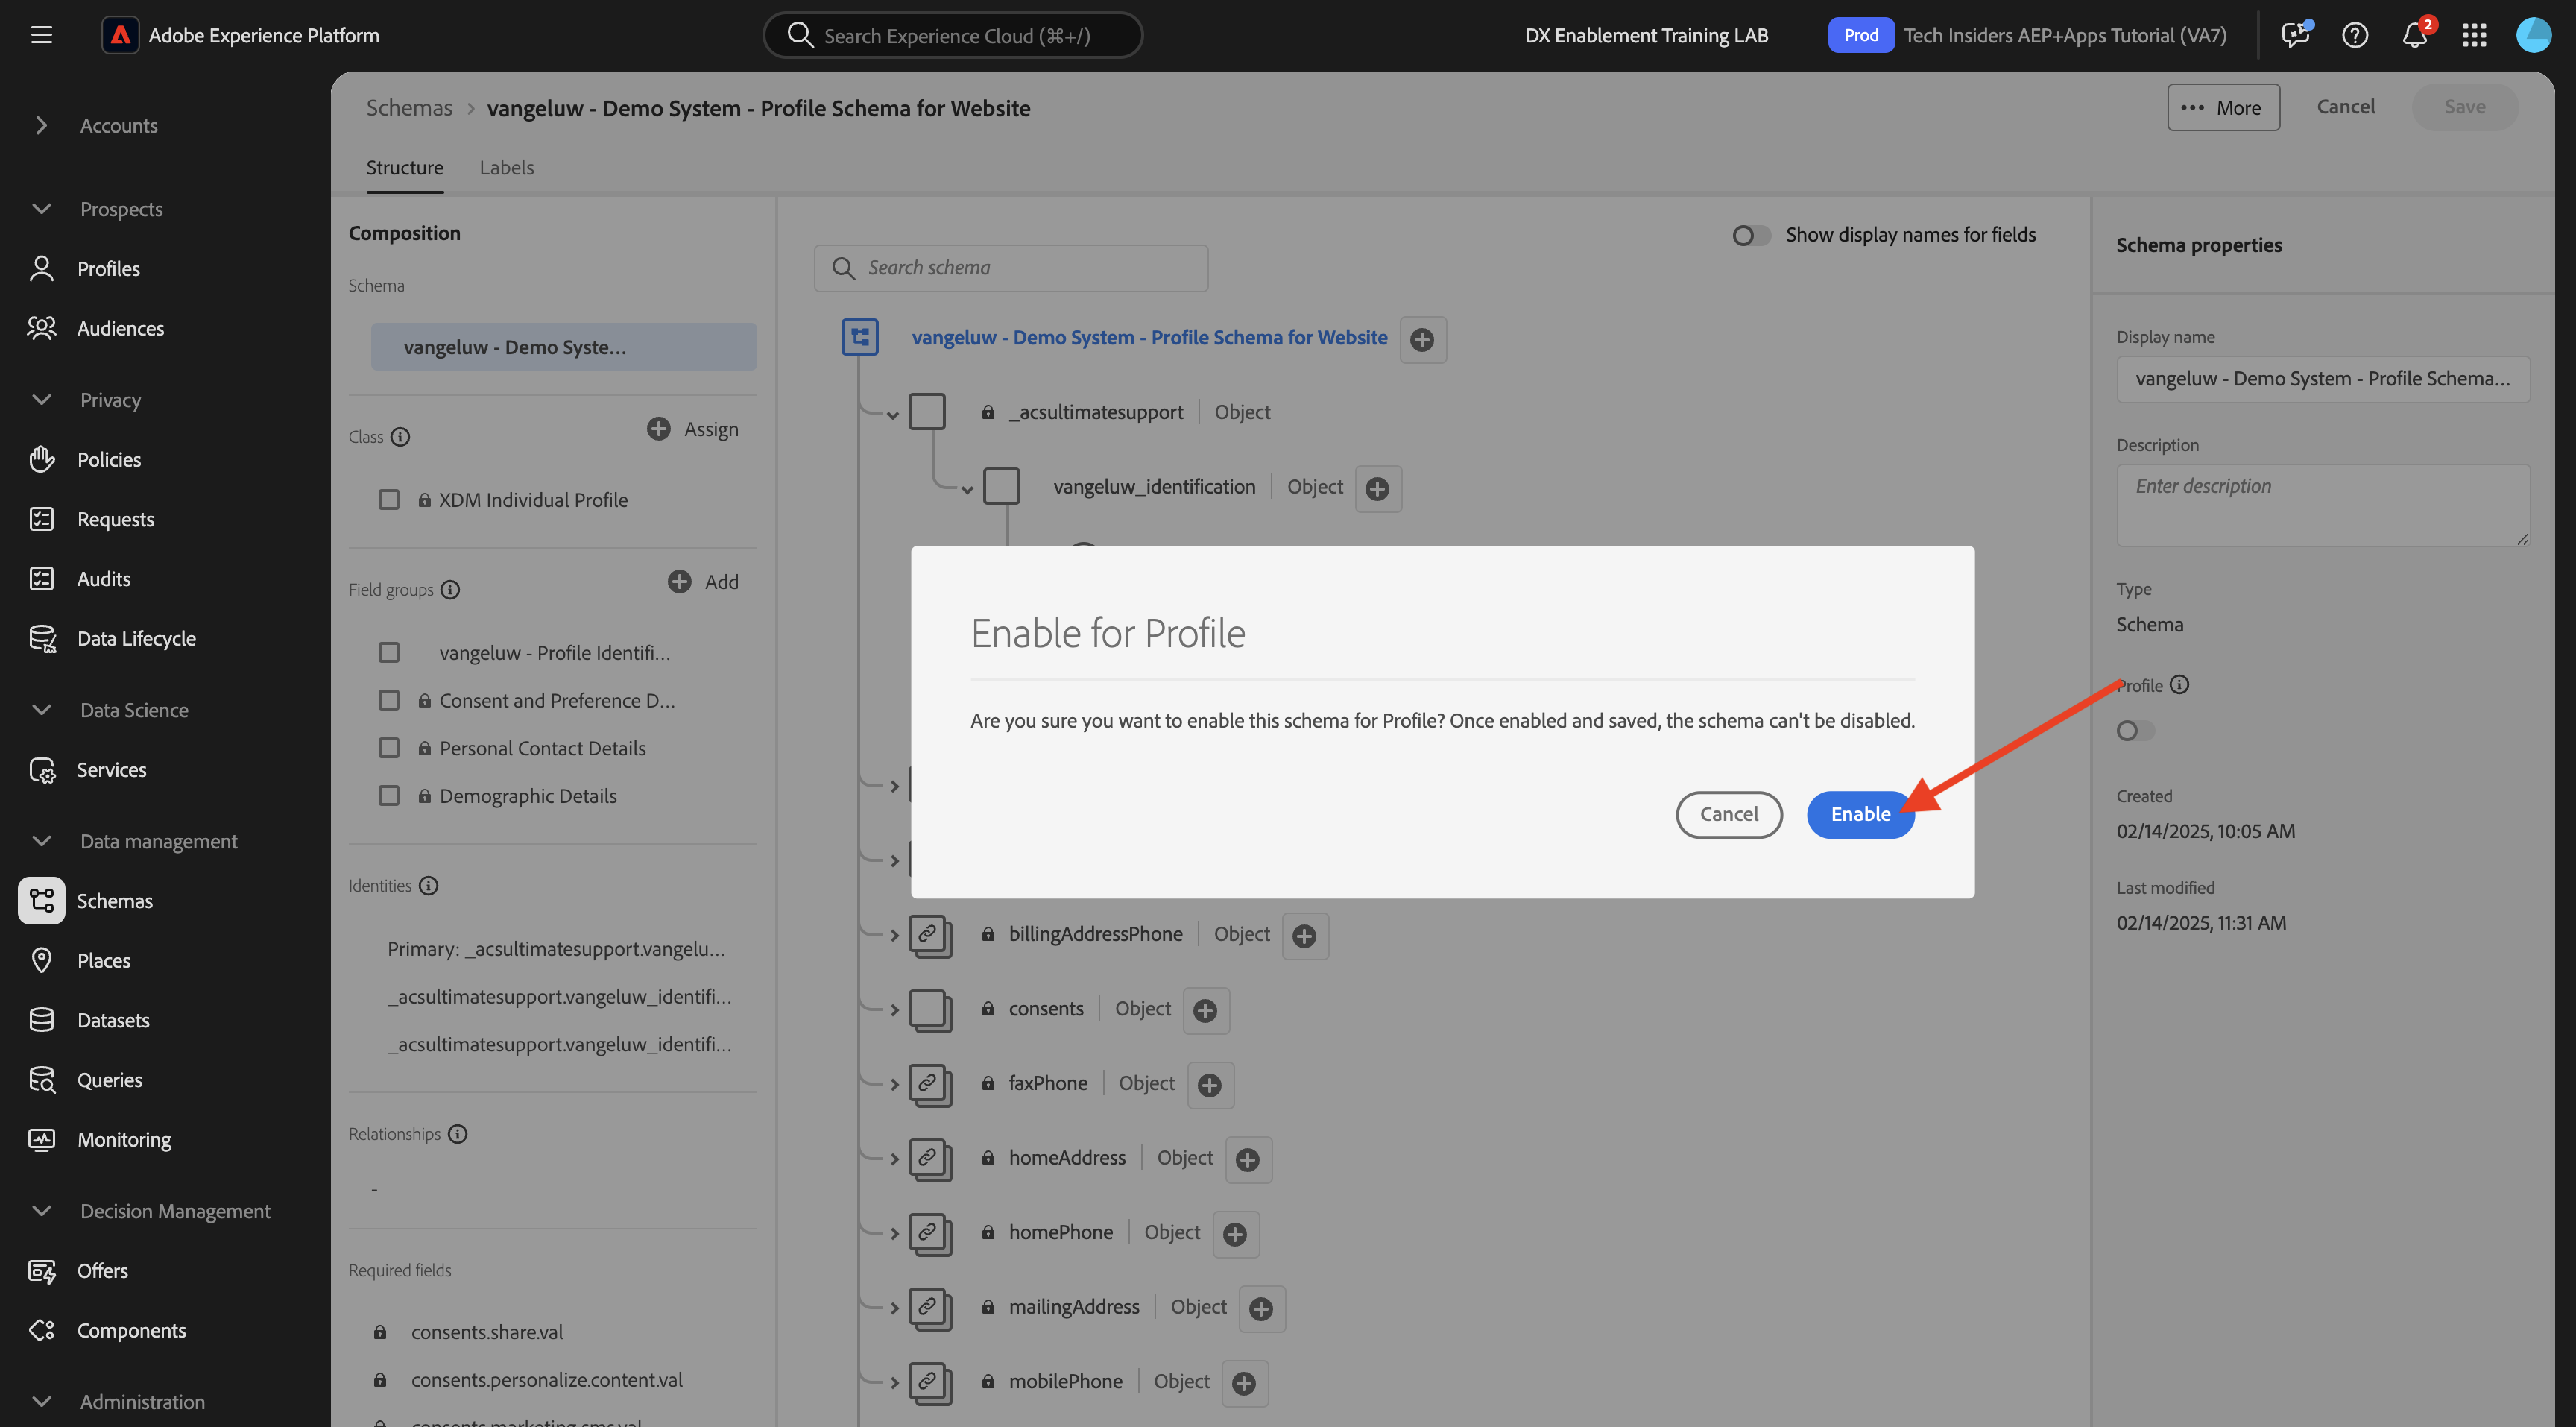 Adobe Experience Platform
Search Experience Cloud (⌘+/)
DX Enablement Training LAB
Prod
Tech Insiders AEP+Apps Tutorial (VA7)
2
Accounts
Prospects
Profiles
Audiences
Privacy
Policies
Requests
Audits
Data Lifecycle
Data Science
Services
Data management
Schemas
Places
Datasets
Queries
Monitoring
Decision Management
Offers
Components
Administration
Schemas > vangeluw - Demo System - Profile Schema for Website
More
Cancel
Save
Structure
Labels
Composition
Schema
vangeluw - Demo Syste...
Class
Assign
XDM Individual Profile
Field groups
Add
vangeluw - Profile Identifi...
Consent and Preference D...
Personal Contact Details
Demographic Details
Identities
Primary: _acsultimatesupport.vangelu...
_acsultimatesupport.vangeluw_identifi...
_acsultimatesupport.vangeluw_identifi...
Relationships
-
Required fields
consents.share.val
consents.personalize.content.val
consents.marketing.sms.val
Search schema
Show display names for fields
vangeluw - Demo System - Profile Schema for Website
_acsultimatesupport | Object
vangeluw_identification | Object
Enable for Profile
Are you sure you want to enable this schema for Profile? Once enabled and saved, the schema can't be disabled.
Cancel
Enable
billingAddressPhone | Object
consents | Object
faxPhone | Object
homeAddress | Object
homePhone | Object
mailingAddress | Object
mobilePhone | Object
Schema properties
Display name
vangeluw - Demo System - Profile Schema...
Description
Enter description
Type
Schema
Profile
Created
02/14/2025, 10:05 AM
Last modified
02/14/2025, 11:31 AM